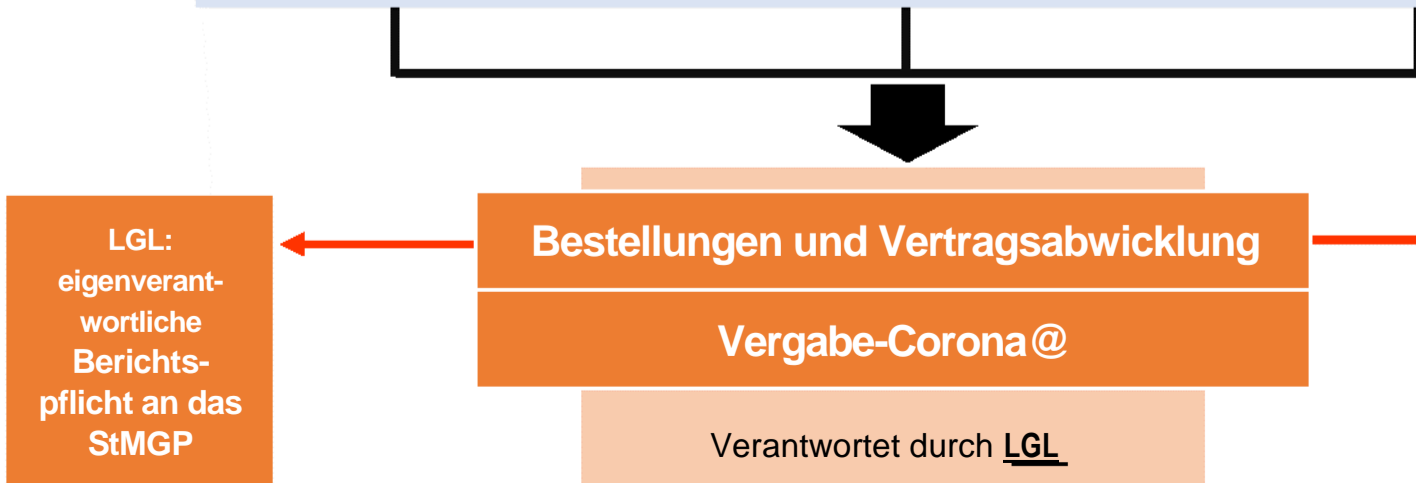 LGL:
eigenverant-
wortliche
Berichts-
pflicht an das
StMGP
Bestellungen und Vertragsabwicklung
Vergabe-Corona@
Verantwortet durch LGL